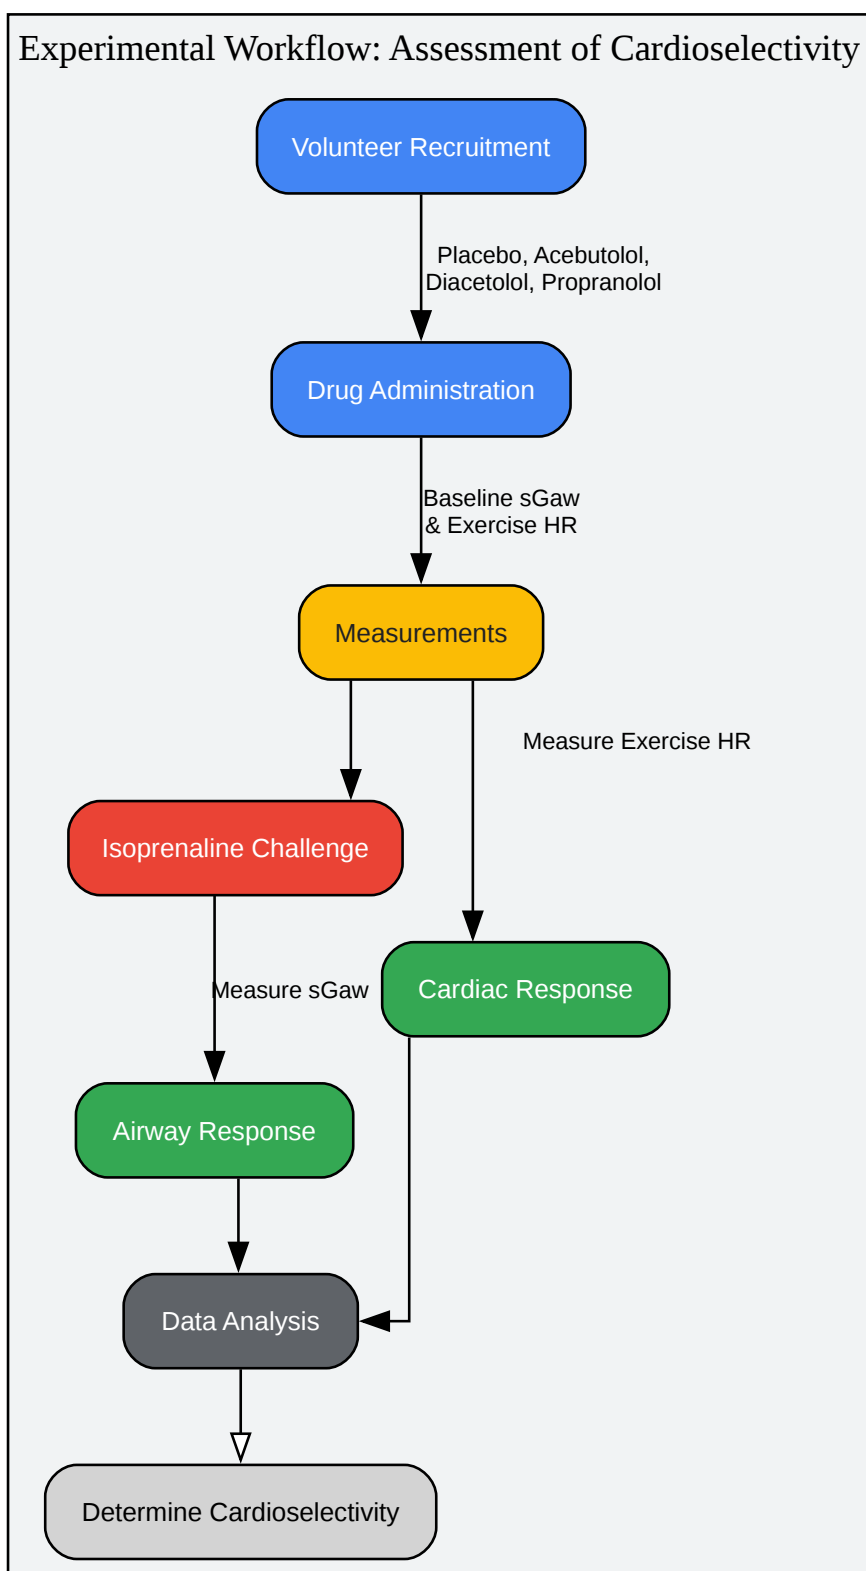 Experimental Workflow: Assessment of Cardioselectivity
Volunteer Recruitment
Placebo, Acebutolol,
Diacetolol, Propranolol
Drug Administration
Baseline sGaw
& Exercise HR
Measurements
Measure Exercise HR
Isoprenaline Challenge
Measure sGaw
Cardiac Response
Airway Response
Data Analysis
Determine Cardioselectivity